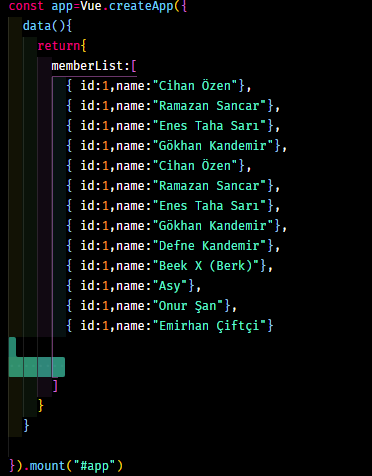 const app=Vue.createApp({
data(){
return{
memberList:[
{ id:1,name:"Cihan Özen"},
{ id:1,name:"Ramazan Sancar"},
{ id:1,name:"Enes Taha Sarı"},
{ id:1,name:"Gökhan Kandemir"},
{ id:1,name:"Cihan Özen"},
{ id:1,name:"Ramazan Sancar"},
{ id:1,name:"Enes Taha Sarı"},
{ id:1,name:"Gökhan Kandemir"},
{ id:1,name:"Defne Kandemir"},
{ id:1,name:"Beek X (Berk)"},
{ id:1,name:"Asy"},
{ id:1,name:"Onur Şan"},
{ id:1,name:"Emirhan Çiftçi"}
]
}
}
}).mount("#app")